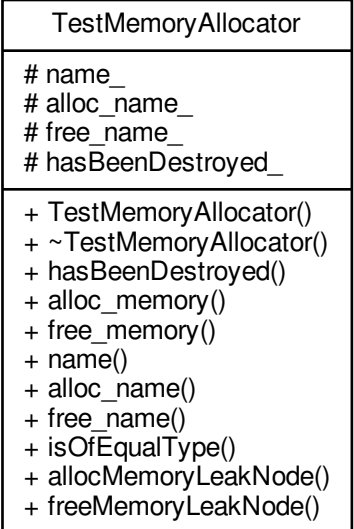 TestMemoryAllocator
# name_
# alloc_name_
# free_name_
# hasBeenDestroyed_
+ TestMemoryAllocator()
+ ~TestMemoryAllocator()
+ hasBeenDestroyed()
+ alloc_memory()
+ free_memory()
+ name()
+ alloc_name()
+ free_name()
+ isOfEqualType()
+ allocMemoryLeakNode()
+ freeMemoryLeakNode()